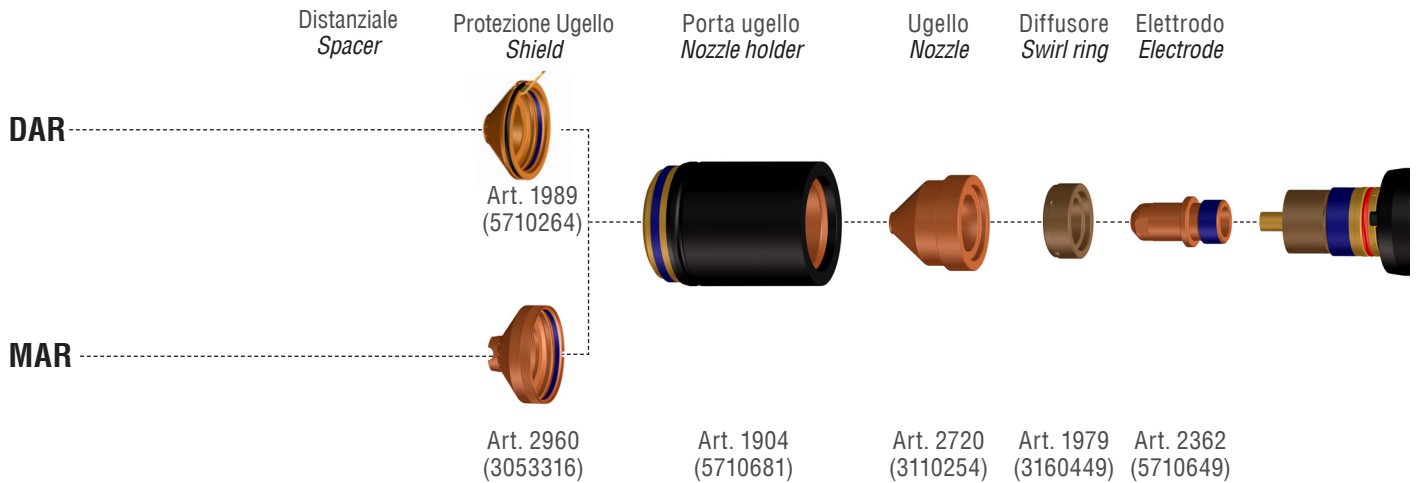 Distanziale
Spacer
Protezione Ugello
Shield
Porta ugello
Nozzle holder
Ugello
Nozzle
Diffusore
Swirl ring
Elettrodo
Electrode
DAR
Art. 1989
(5710264)
MAR
Art. 2960
(3053316)
Art. 1904
(5710681)
Art. 2720
(3110254)
Art. 1979
(3160449)
Art. 2362
(5710649)